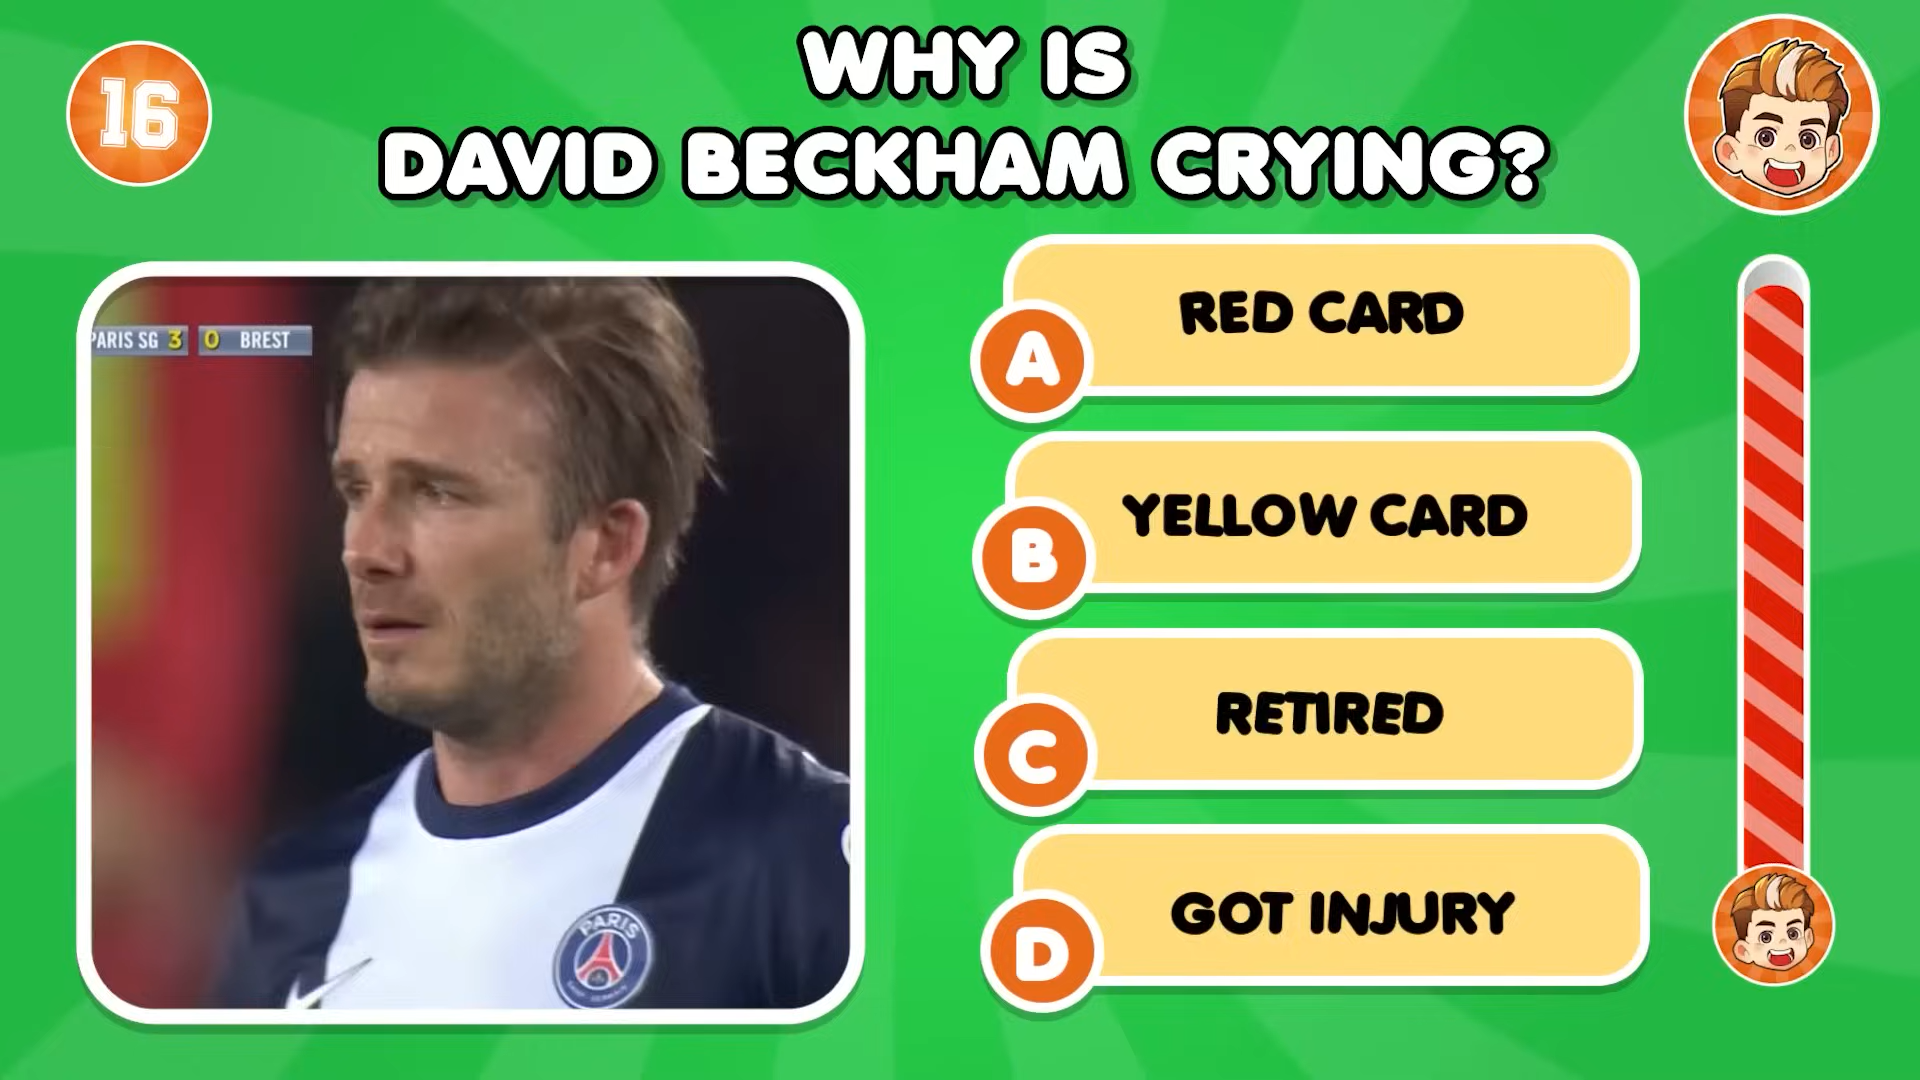 16
WHY IS
DAVID BECKHAM CRYING?
PARIS SG 3 0 BREST
A RED CARD
B YELLOW CARD
C RETIRED
D GOT INJURY
PARIS